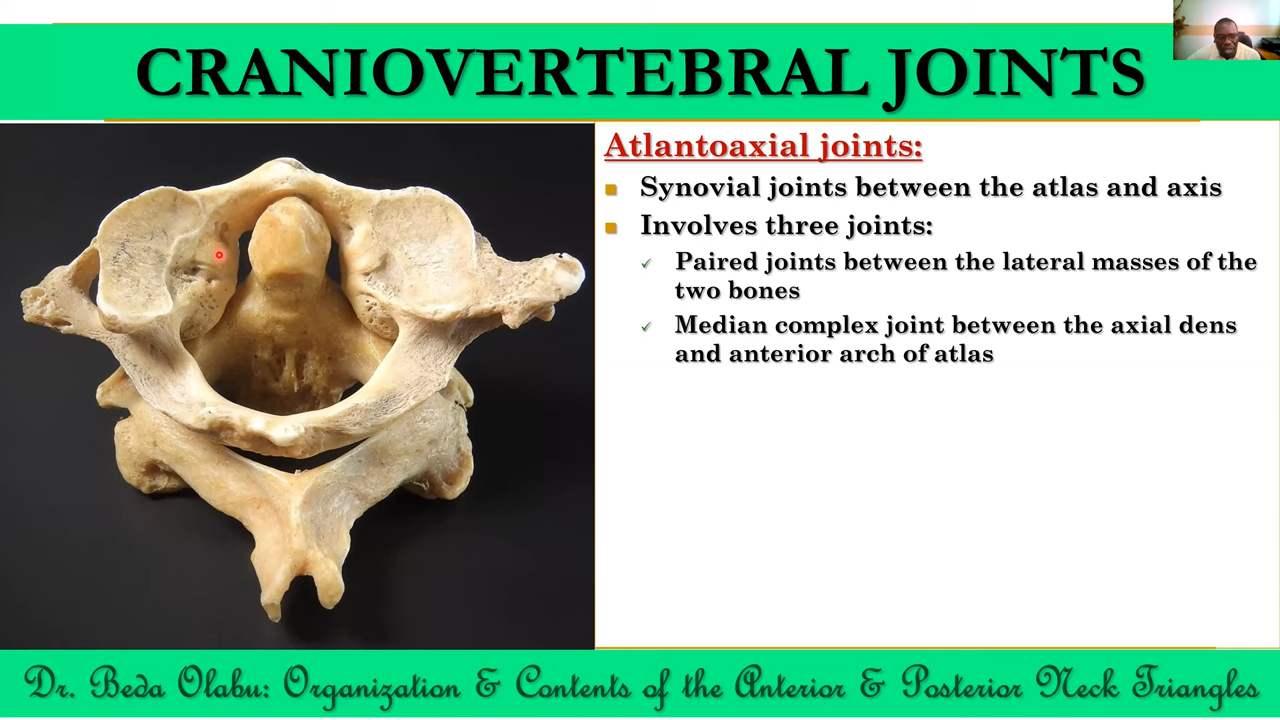 CRANIOVERTEBRAL JOINTS
Atlantoaxial joints:
Synovial joints between the atlas and axis
Involves three joints:
Paired joints between the lateral masses of the
two bones
Median complex joint between the axial dens
and anterior arch of atlas
Dr. Beda Olabu: Organization & Contents of the Anterior & Posterior Neck Triangles